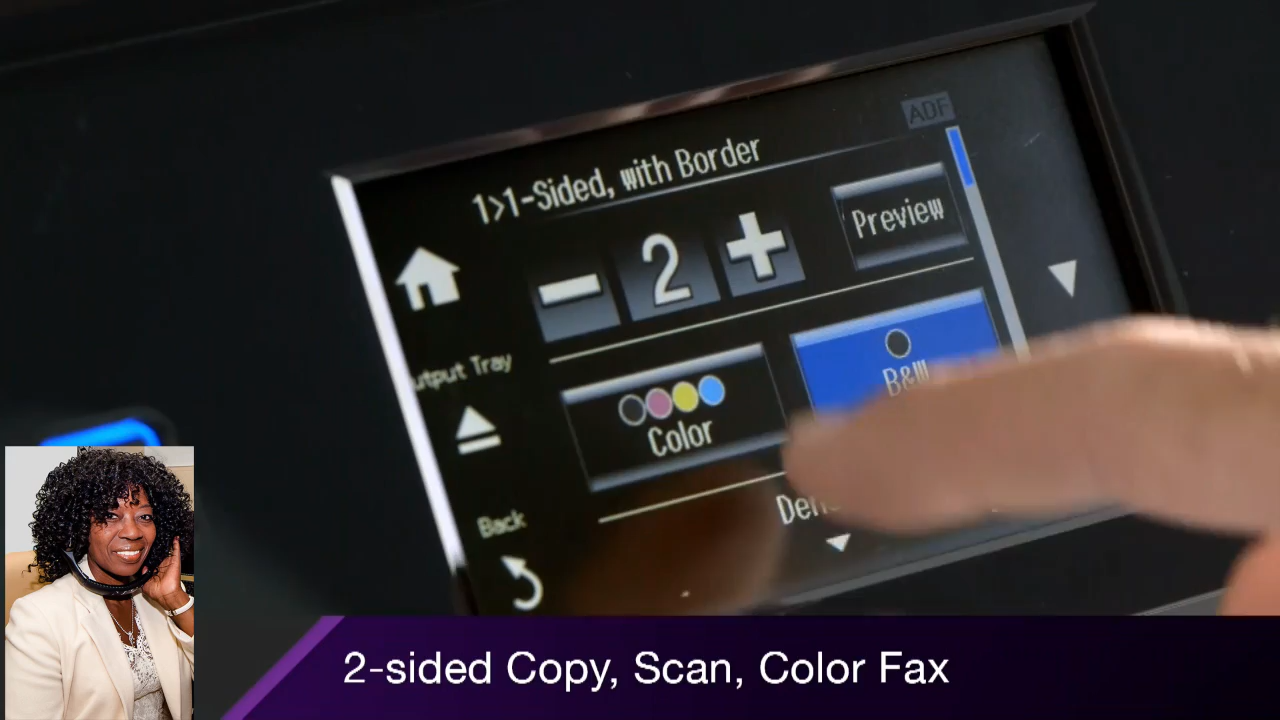 ADF
1>1-Sided, with Border
2
Preview
utput Tray
B&W
Color
Back
2-sided Copy, Scan, Color Fax